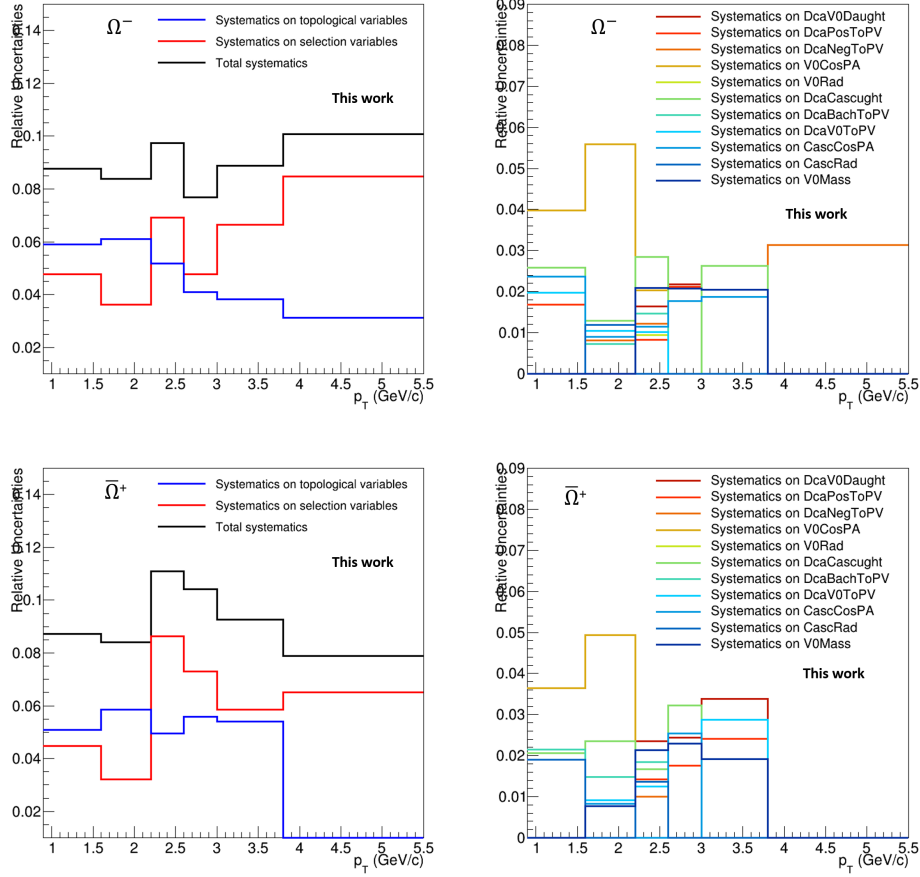 Relative Uncertainties
Ω⁻
Systematics on topological variables
Systematics on selection variables
Total systematics
This work
0.14
0.12
0.1
0.08
0.06
0.04
0.02
1 1.5 2 2.5 3 3.5 4 4.5 5 5.5
p_T (GeV/c)
Relative Uncertainties
Ω⁻
Systematics on DcaV0Daught
Systematics on DcaPosToPV
Systematics on DcaNegToPV
Systematics on V0CosPA
Systematics on V0Rad
Systematics on DcaCascught
Systematics on DcaBachToPV
Systematics on DcaV0ToPV
Systematics on CascCosPA
Systematics on CascRad
Systematics on V0Mass
This work
0.09
0.08
0.07
0.06
0.05
0.04
0.03
0.02
0.01
0
1 1.5 2 2.5 3 3.5 4 4.5 5 5.5
p_T (GeV/c)
Relative Uncertainties
Ω̅⁺
Systematics on topological variables
Systematics on selection variables
Total systematics
This work
0.14
0.12
0.1
0.08
0.06
0.04
0.02
1 1.5 2 2.5 3 3.5 4 4.5 5 5.5
p_T (GeV/c)
Relative Uncertainties
Ω̅⁺
Systematics on DcaV0Daught
Systematics on DcaPosToPV
Systematics on DcaNegToPV
Systematics on V0CosPA
Systematics on V0Rad
Systematics on DcaCascught
Systematics on DcaBachToPV
Systematics on DcaV0ToPV
Systematics on CascCosPA
Systematics on CascRad
Systematics on V0Mass
This work
0.09
0.08
0.07
0.06
0.05
0.04
0.03
0.02
0.01
0
1 1.5 2 2.5 3 3.5 4 4.5 5 5.5
p_T (GeV/c)